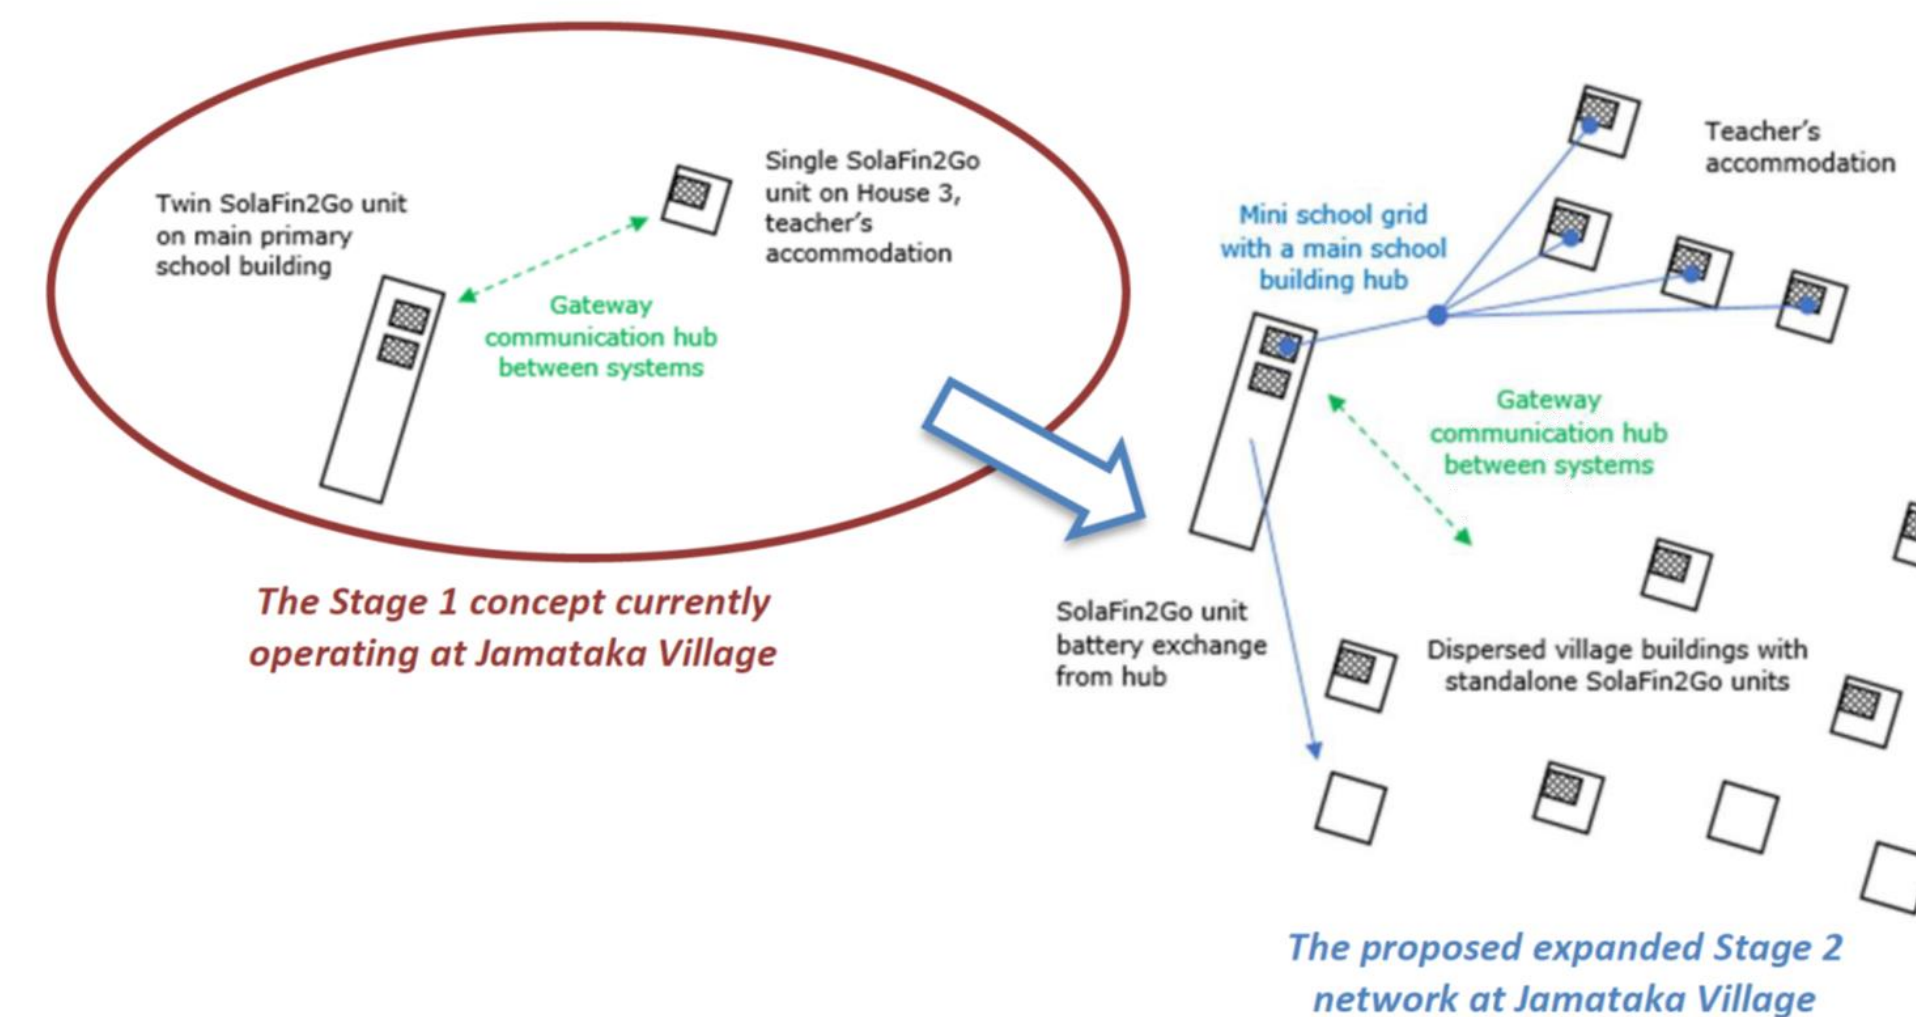 Twin SolaFin2Go unit
on main primary
school building
Single SolaFin2Go
unit on House 3,
teacher's
accommodation
Gateway
communication hub
between systems
The Stage 1 concept currently
operating at Jamataka Village
Teacher's
accommodation
Mini school grid
with a main school
building hub
Gateway
communication hub
between systems
SolaFin2Go unit
battery exchange
from hub
Dispersed village buildings with
standalone SolaFin2Go units
The proposed expanded Stage 2
network at Jamataka Village